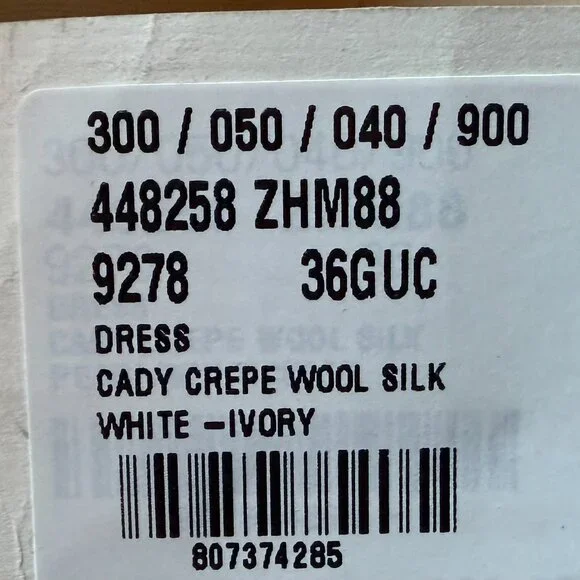 300 / 050 / 040 / 900
448258 ZHM88
9278 36GUC
DRESS
CADY CREPE WOOL SILK
WHITE -IVORY
807374285